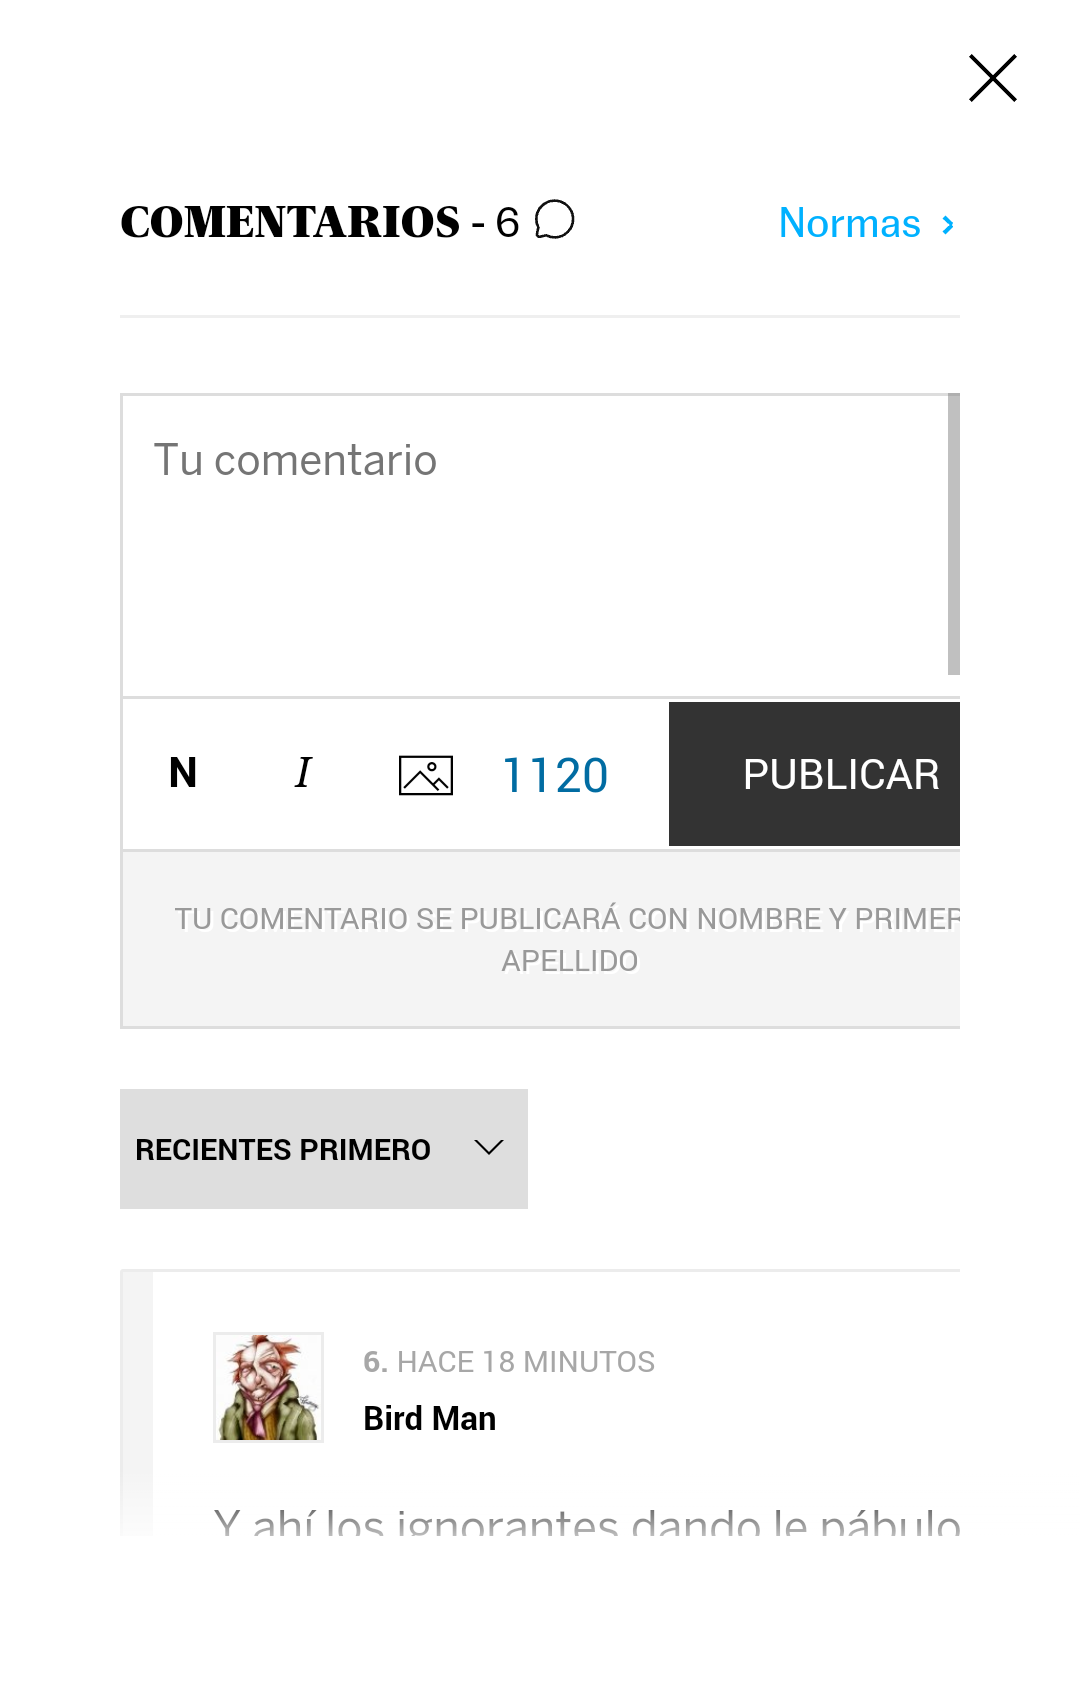 COMENTARIOS - 6
Normas
Tu comentario
N I 1120 PUBLICAR
TU COMENTARIO SE PUBLICARÁ CON NOMBRE Y PRIMER
APELLIDO
RECIENTES PRIMERO
6. HACE 18 MINUTOS
Bird Man
Y ahí los ignorantes dando le pábulo